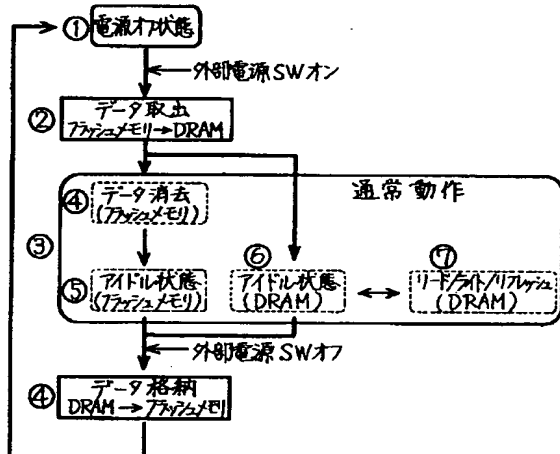 ① 電源オフ状態
外部電源SWオン
② データ取出
フラッシュメモリ→DRAM
通常動作
④ データ消去
(フラッシュメモリ)
③
⑤ アイドル状態
(フラッシュメモリ)
⑥
アイドル状態
(DRAM)
⑦
リード/ライト/リフレッシュ
(DRAM)
外部電源SWオフ
④ データ格納
DRAM→フラッシュメモリ